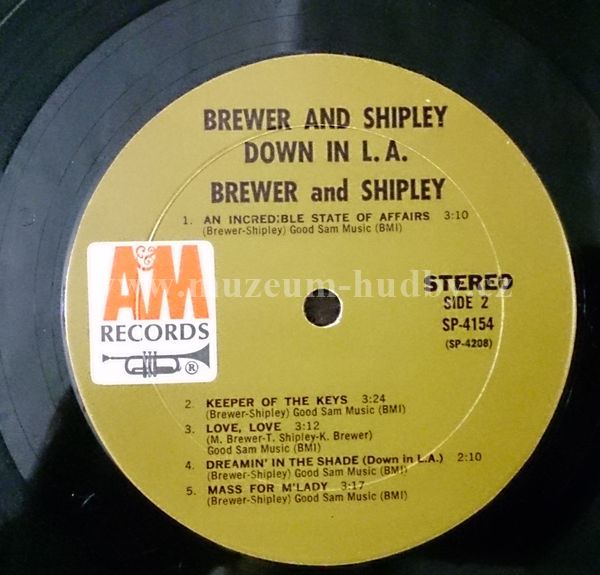 BREWER AND SHIPLEY
DOWN IN L.A.
BREWER and SHIPLEY
1. AN INCREDIBLE STATE OF AFFAIRS 3:10
(Brewer-Shipley) Good Sam Music (BMI)
A&M
RECORDS
®
www.muzeum-hudby.cz
STEREO
SIDE 2
SP-4154
(SP-4208)
2. KEEPER OF THE KEYS 3:24
(Brewer-Shipley) Good Sam Music (BMI)
3. LOVE, LOVE 3:12
(M. Brewer-T. Shipley-K. Brewer)
Good Sam Music (BMI)
4. DREAMIN' IN THE SHADE (Down in L.A.) 2:10
(Brewer-Shipley) Good Sam Music (BMI)
5. MASS FOR M'LADY 3:17
(Brewer-Shipley) Good Sam Music (BMI)